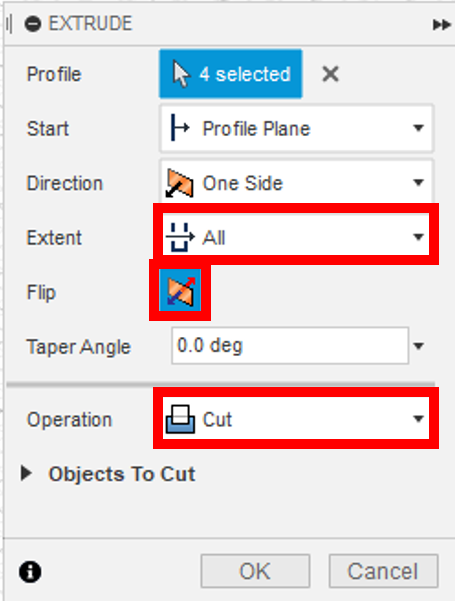 EXTRUDE
Profile 4 selected
Start Profile Plane
Direction One Side
Extent All
Flip
Taper Angle 0.0 deg
Operation Cut
Objects To Cut
OK Cancel